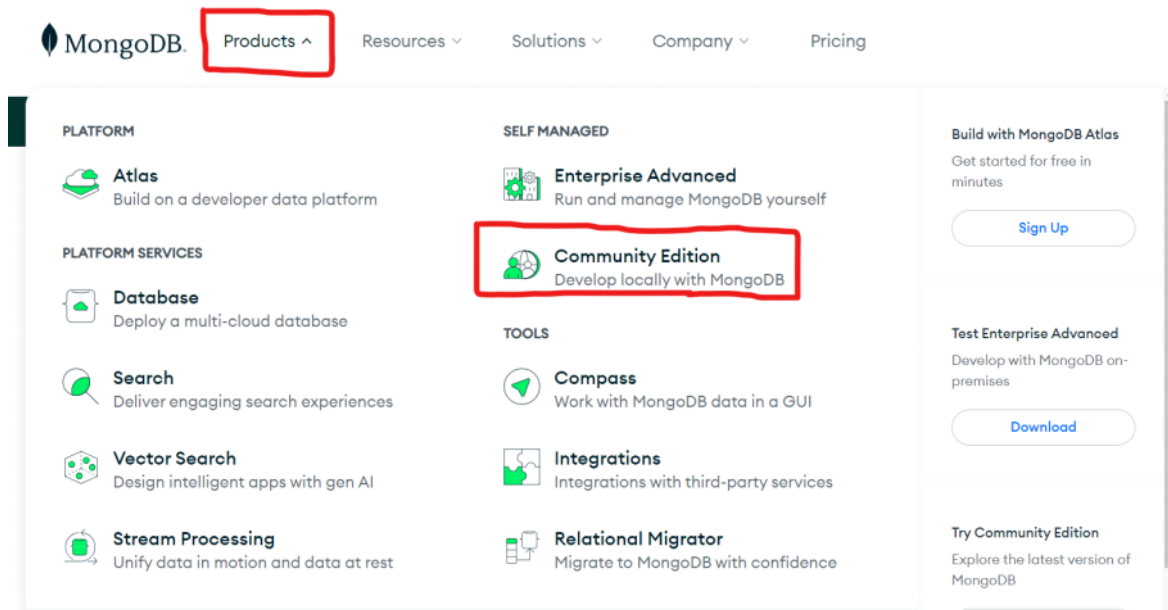 MongoDB.
Products
Resources
Solutions
Company
Pricing
PLATFORM
Atlas
Build on a developer data platform
PLATFORM SERVICES
Database
Deploy a multi-cloud database
Search
Deliver engaging search experiences
Vector Search
Design intelligent apps with gen AI
Stream Processing
Unify data in motion and data at rest
SELF MANAGED
Enterprise Advanced
Run and manage MongoDB yourself
Community Edition
Develop locally with MongoDB
TOOLS
Compass
Work with MongoDB data in a GUI
Integrations
Integrations with third-party services
Relational Migrator
Migrate to MongoDB with confidence
Build with MongoDB Atlas
Get started for free in
minutes
Sign Up
Test Enterprise Advanced
Develop with MongoDB on-
premises
Download
Try Community Edition
Explore the latest version of
MongoDB